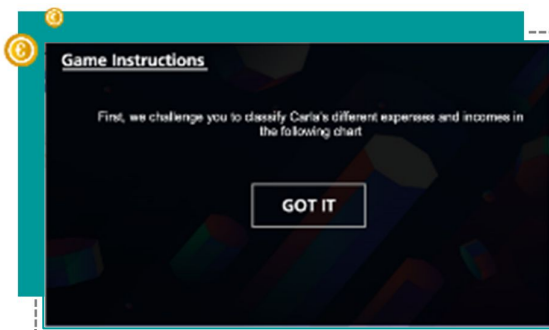 Game Instructions
First, we challenge you to classify Carla's different expenses and incomes in
the following chart
GOT IT